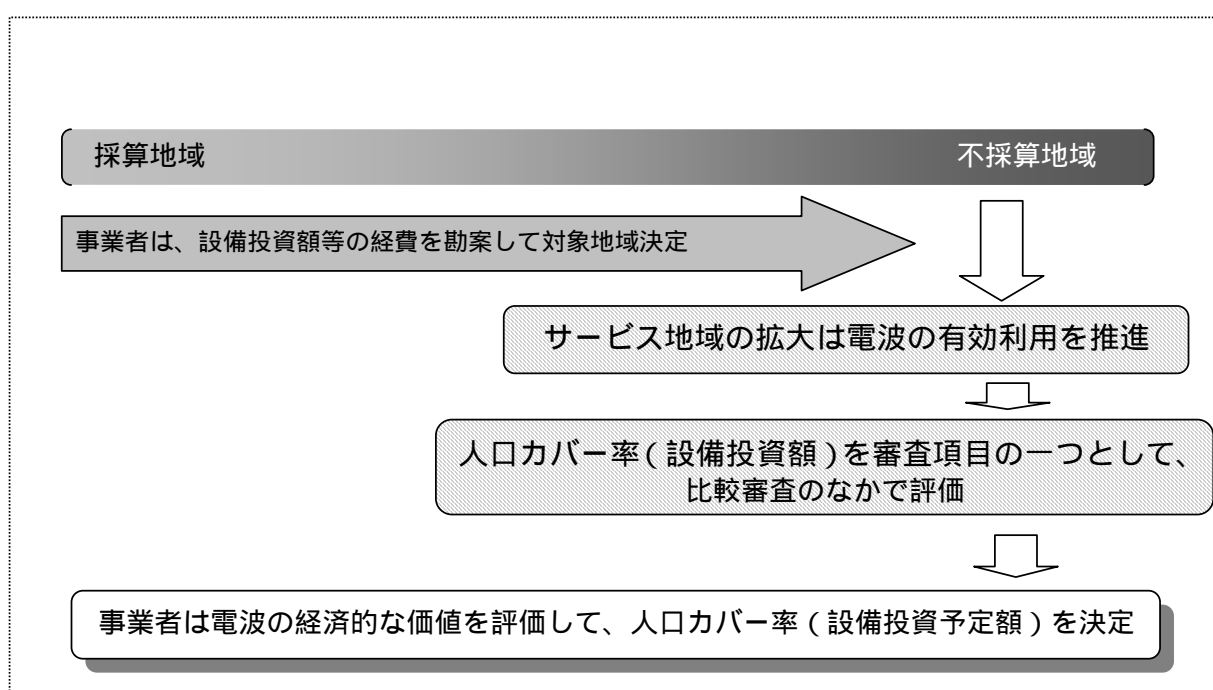 採算地域
不採算地域
事業者は、設備投資額等の経費を勘案して対象地域決定
サービス地域の拡大は電波の有効利用を推進
人口カバー率(設備投資額)を審査項目の一つとして、
比較審査のなかで評価
事業者は電波の経済的な価値を評価して、人口カバー率(設備投資予定額)を決定